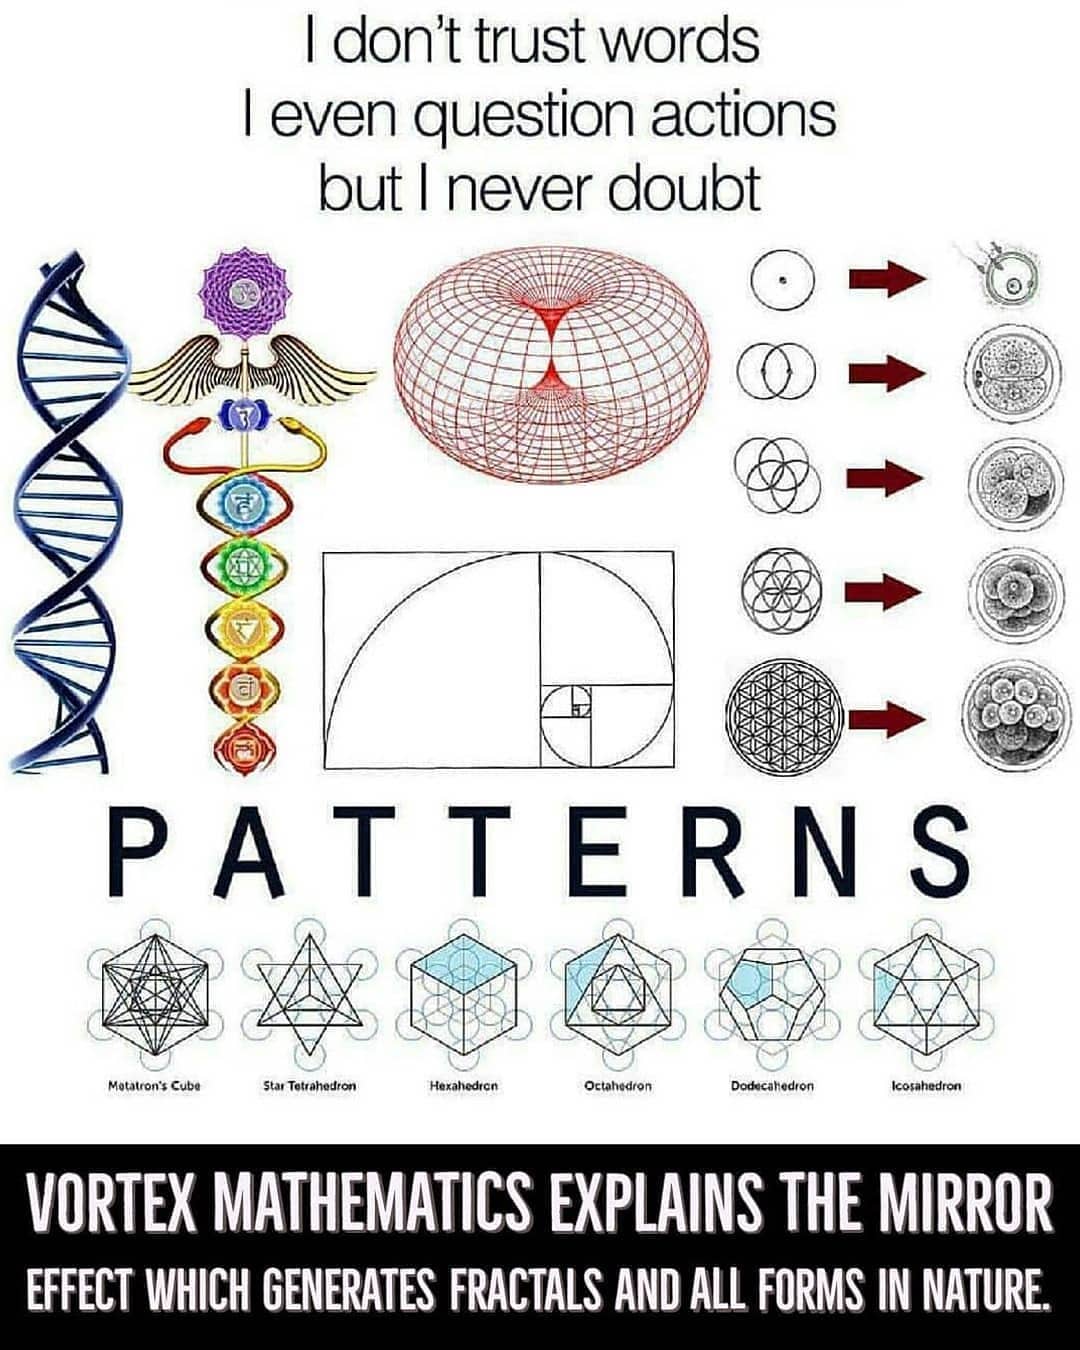 I don't trust words
I even question actions
but I never doubt
PATTERNS
Metatron's Cube
Star Tetrahedron
Hexahedron
Octahedron
Dodecahedron
Icosahedron
VORTEX MATHEMATICS EXPLAINS THE MIRROR
EFFECT WHICH GENERATES FRACTALS AND ALL FORMS IN NATURE.